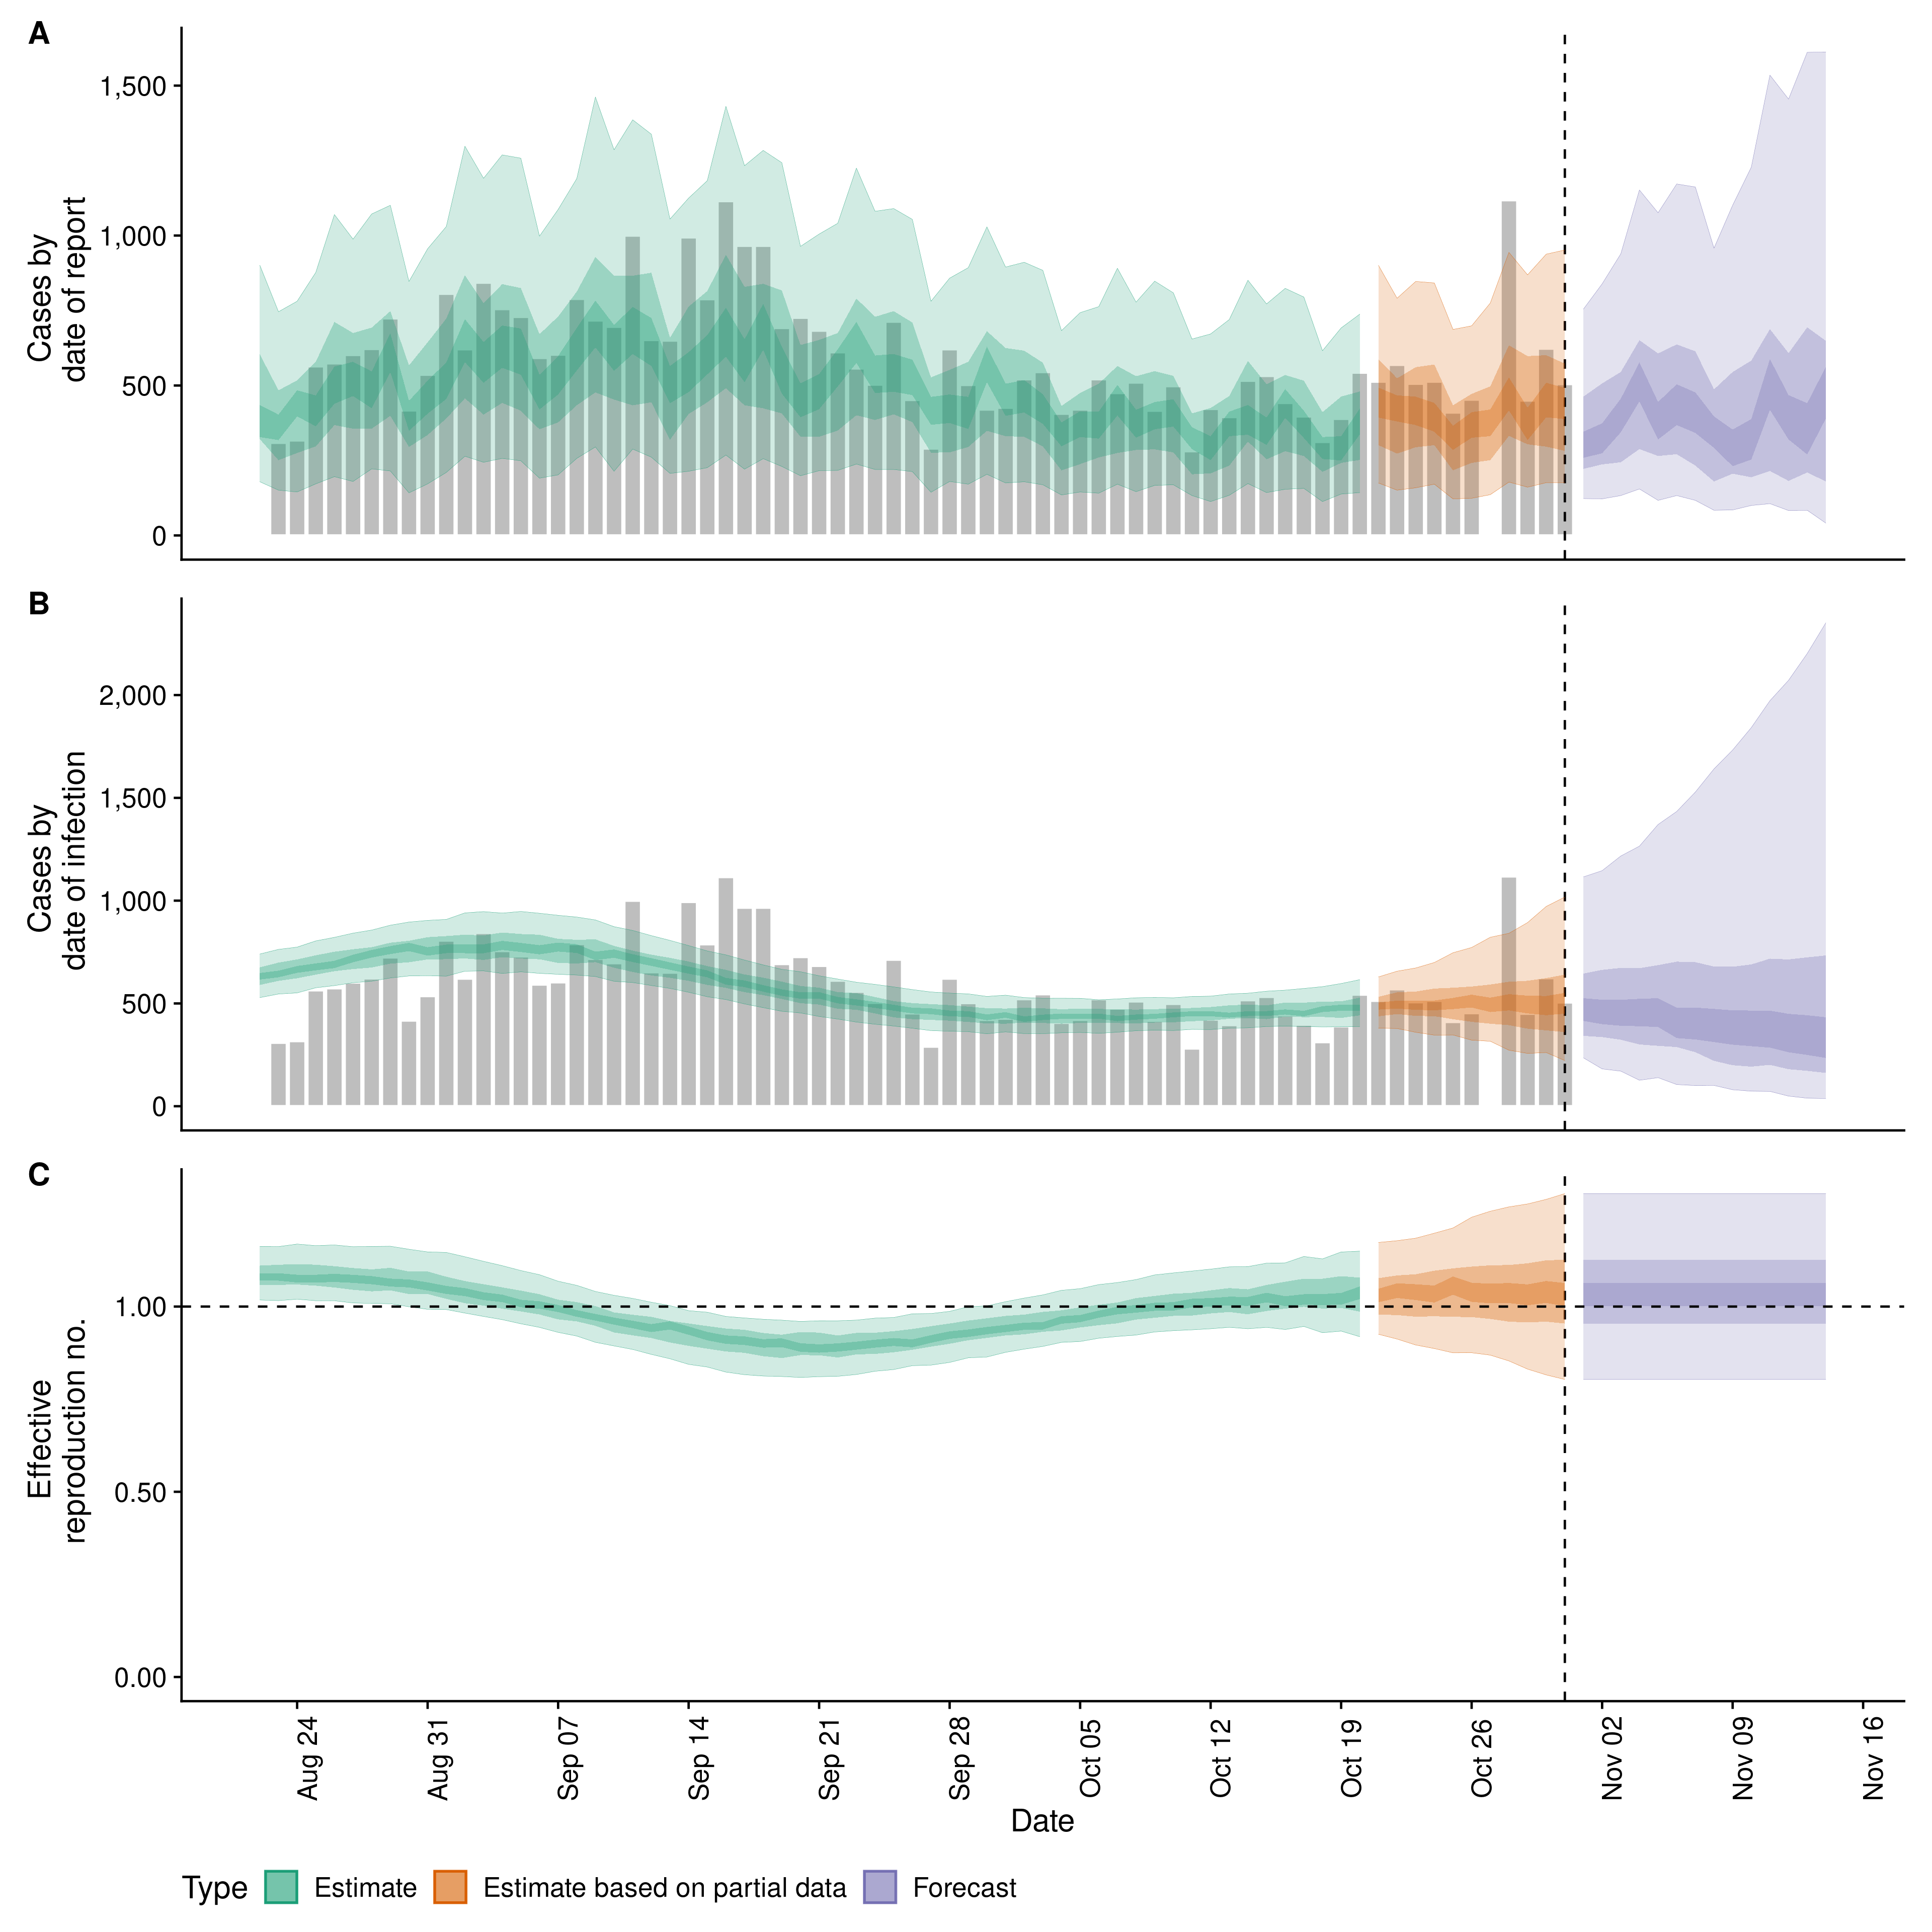 A
Cases by
date of report
1,500
1,000
500
0
B
Cases by
date of infection
2,000
1,500
1,000
500
0
C
Effective
reproduction no.
1.00
0.50
0.00
Aug 24
Aug 31
Sep 07
Sep 14
Sep 21
Sep 28
Oct 05
Oct 12
Oct 19
Oct 26
Nov 02
Nov 09
Nov 16
Date
Type Estimate Estimate based on partial data Forecast